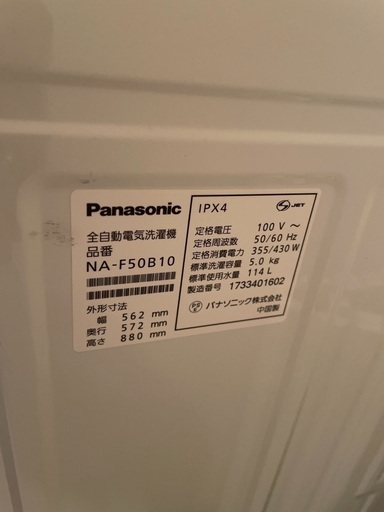 Panasonic
全自動電気洗濯機
品番
NA-F50B10
外形寸法
幅 562 mm
奥行 572 mm
高さ 880 mm
IPX4
JET
定格電圧 100 V ～
定格周波数 50/60 Hz
定格消費電力 355/430 W
標準洗濯容量 5.0 kg
標準使用水量 114 L
製造番号 1733401602
パナソニック株式会社
中国製